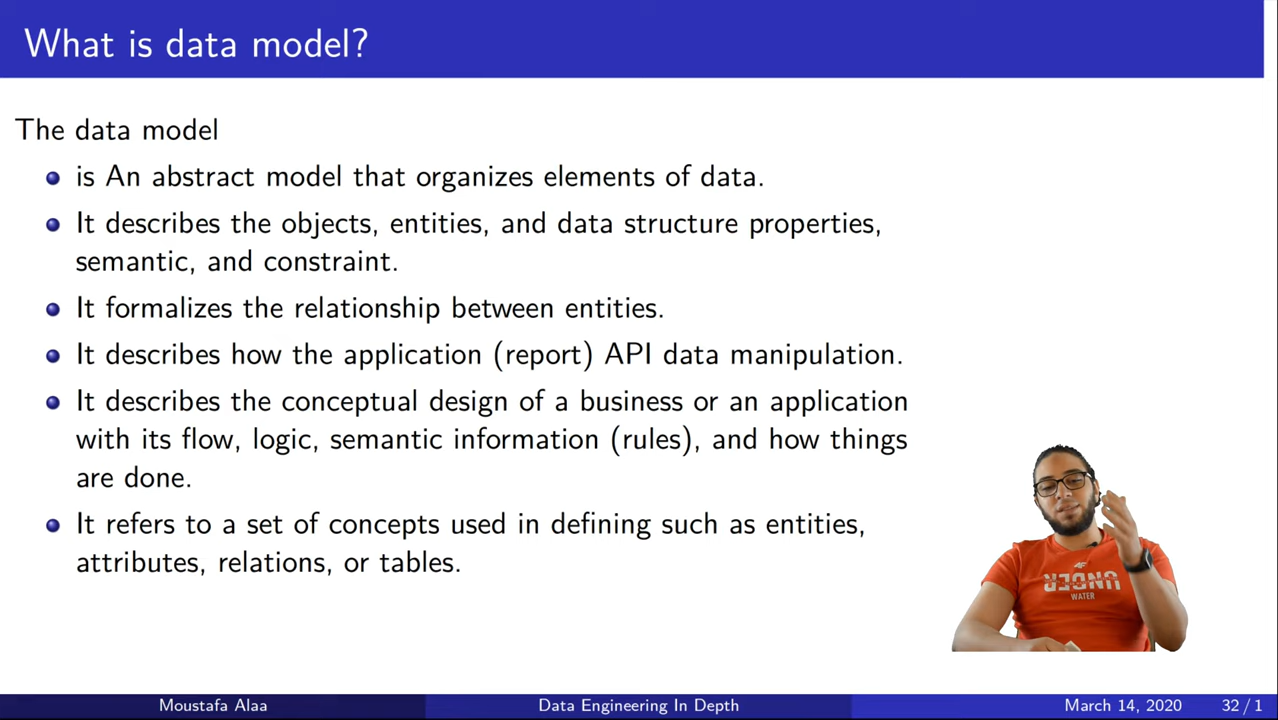 What is data model?
The data model
is An abstract model that organizes elements of data.
It describes the objects, entities, and data structure properties,
semantic, and constraint.
It formalizes the relationship between entities.
It describes how the application (report) API data manipulation.
It describes the conceptual design of a business or an application
with its flow, logic, semantic information (rules), and how things
are done.
It refers to a set of concepts used in defining such as entities,
attributes, relations, or tables.
UNDER
WATER
Moustafa Alaa
Data Engineering In Depth
March 14, 2020
32 / 1